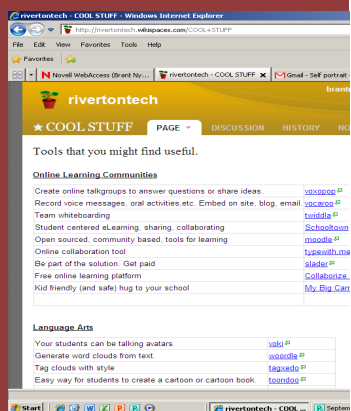 rivertontech - COOL STUFF - Windows Internet Explorer
http://rivertontech.wikispaces.com/COOL+STUFF
File Edit View Favorites Tools Help
Favorites
Novell WebAccess (Brant Ny... rivertontech - COOL STUFF Gmail - Self portrait
brant
rivertontech
COOL STUFF PAGE DISCUSSION HISTORY NO
Tools that you might find useful.
Online Learning Communities
Create online talkgroups to answer questions or share ideas. voxopop
Record voice messages, oral activities,etc. Embed on site, blog, email. vocaroo
Team whiteboarding twiddla
Student centered eLearning, sharing, collaborating Schooltown
Open sourced, community based, tools for learning moodle
Online collaboration tool typewith me
Be part of the solution. Get paid slader
Free online learning platform Collaborize
Kid friendly (and safe) hug to your school My Big Cam
Language Arts
Your students can be talking avatars. voki
Generate word clouds from text. woordle
Tag clouds with style tagxedo
Easy way for students to create a cartoon or cartoon book. toondoo
Start rivertontech - COOL ... Septem